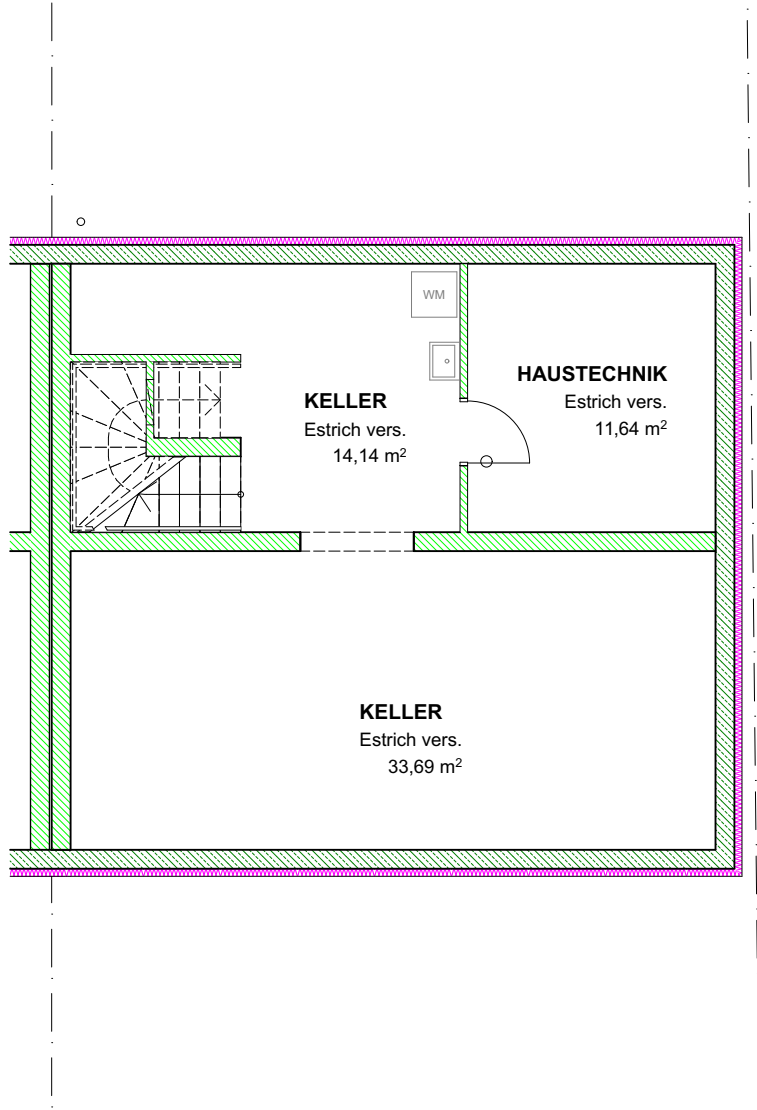 WM
HAUSTECHNIK
Estrich vers.
11,64 m²
KELLER
Estrich vers.
14,14 m²
KELLER
Estrich vers.
33,69 m²